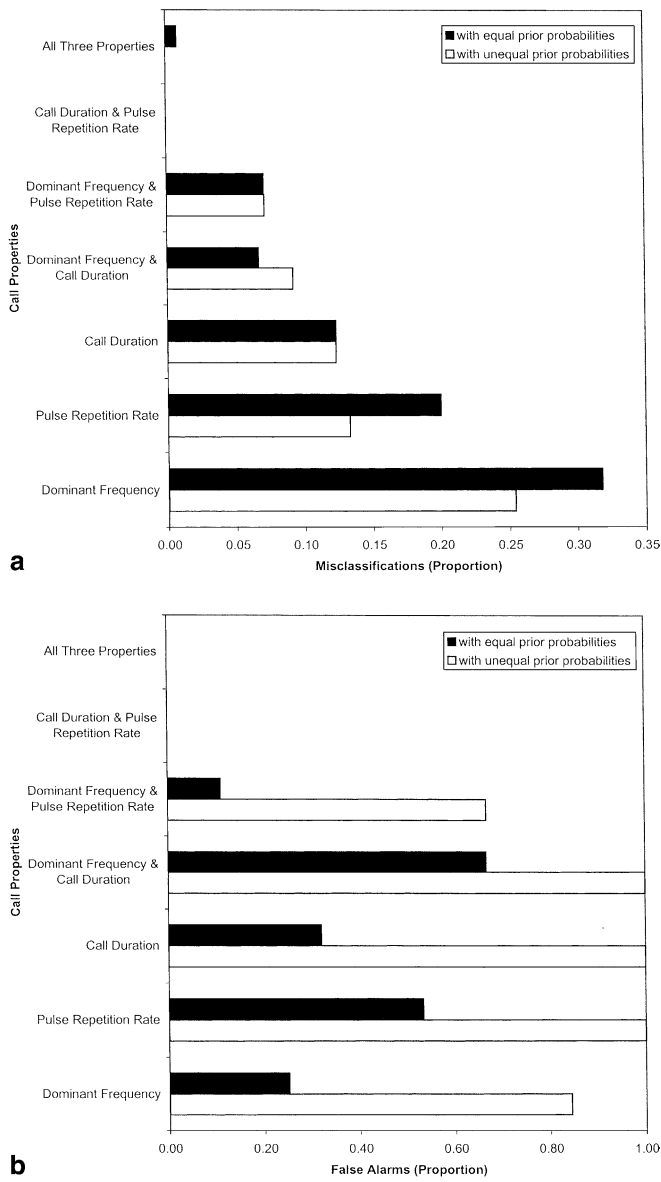 with equal prior probabilities
with unequal prior probabilities
All Three Properties
Call Duration & Pulse
Repetition Rate
Dominant Frequency &
Pulse Repetition Rate
Dominant Frequency &
Call Duration
Call Duration
Pulse Repetition Rate
Dominant Frequency
Call Properties
0.00 0.05 0.10 0.15 0.20 0.25 0.30 0.35
Misclassifications (Proportion)
a
with equal prior probabilities
with unequal prior probabilities
All Three Properties
Call Duration & Pulse
Repetition Rate
Dominant Frequency &
Pulse Repetition Rate
Dominant Frequency &
Call Duration
Call Duration
Pulse Repetition Rate
Dominant Frequency
Call Properties
0.00 0.20 0.40 0.60 0.80 1.00
False Alarms (Proportion)
b